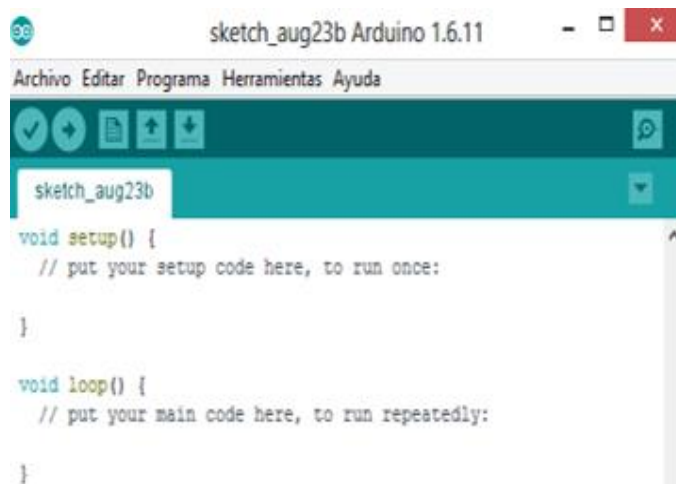 sketch_aug23b Arduino 1.6.11
Archivo Editar Programa Herramientas Ayuda
sketch_aug23b
void setup() {
  // put your setup code here, to run once:
}
void loop() {
  // put your main code here, to run repeatedly:
}